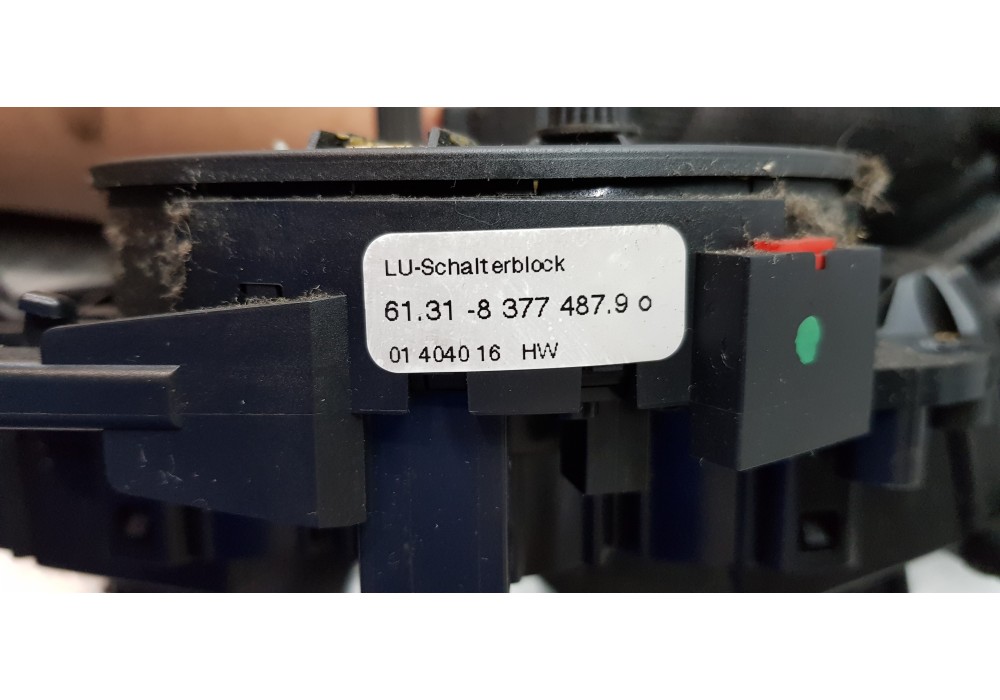 LU-Schalterblock
61.31 -8 377 487.9 o
01 4040 16 HW